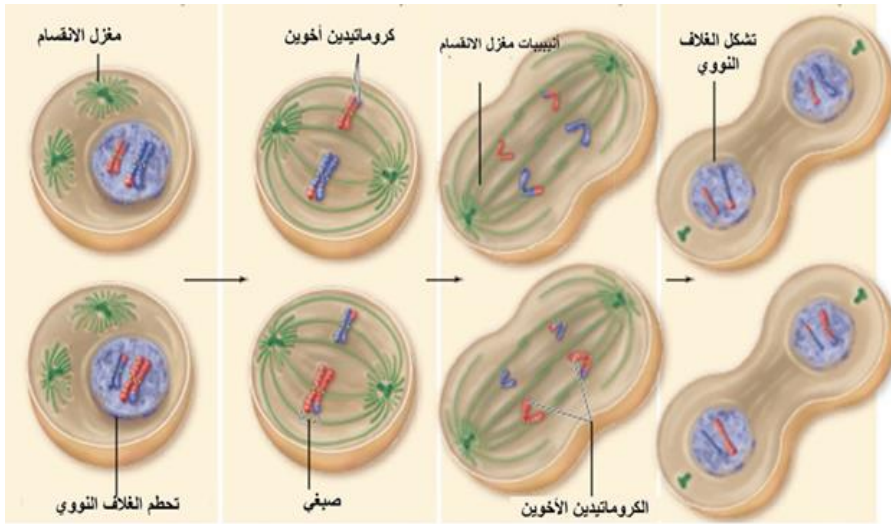 مغزل الانقسام
كروماتيدين أخوين
أنيبيبات مغزل الانقسام
تشكل الغلاف
النووي
تحطم الغلاف النووي
صبغي
الكروماتيدين الأخوين